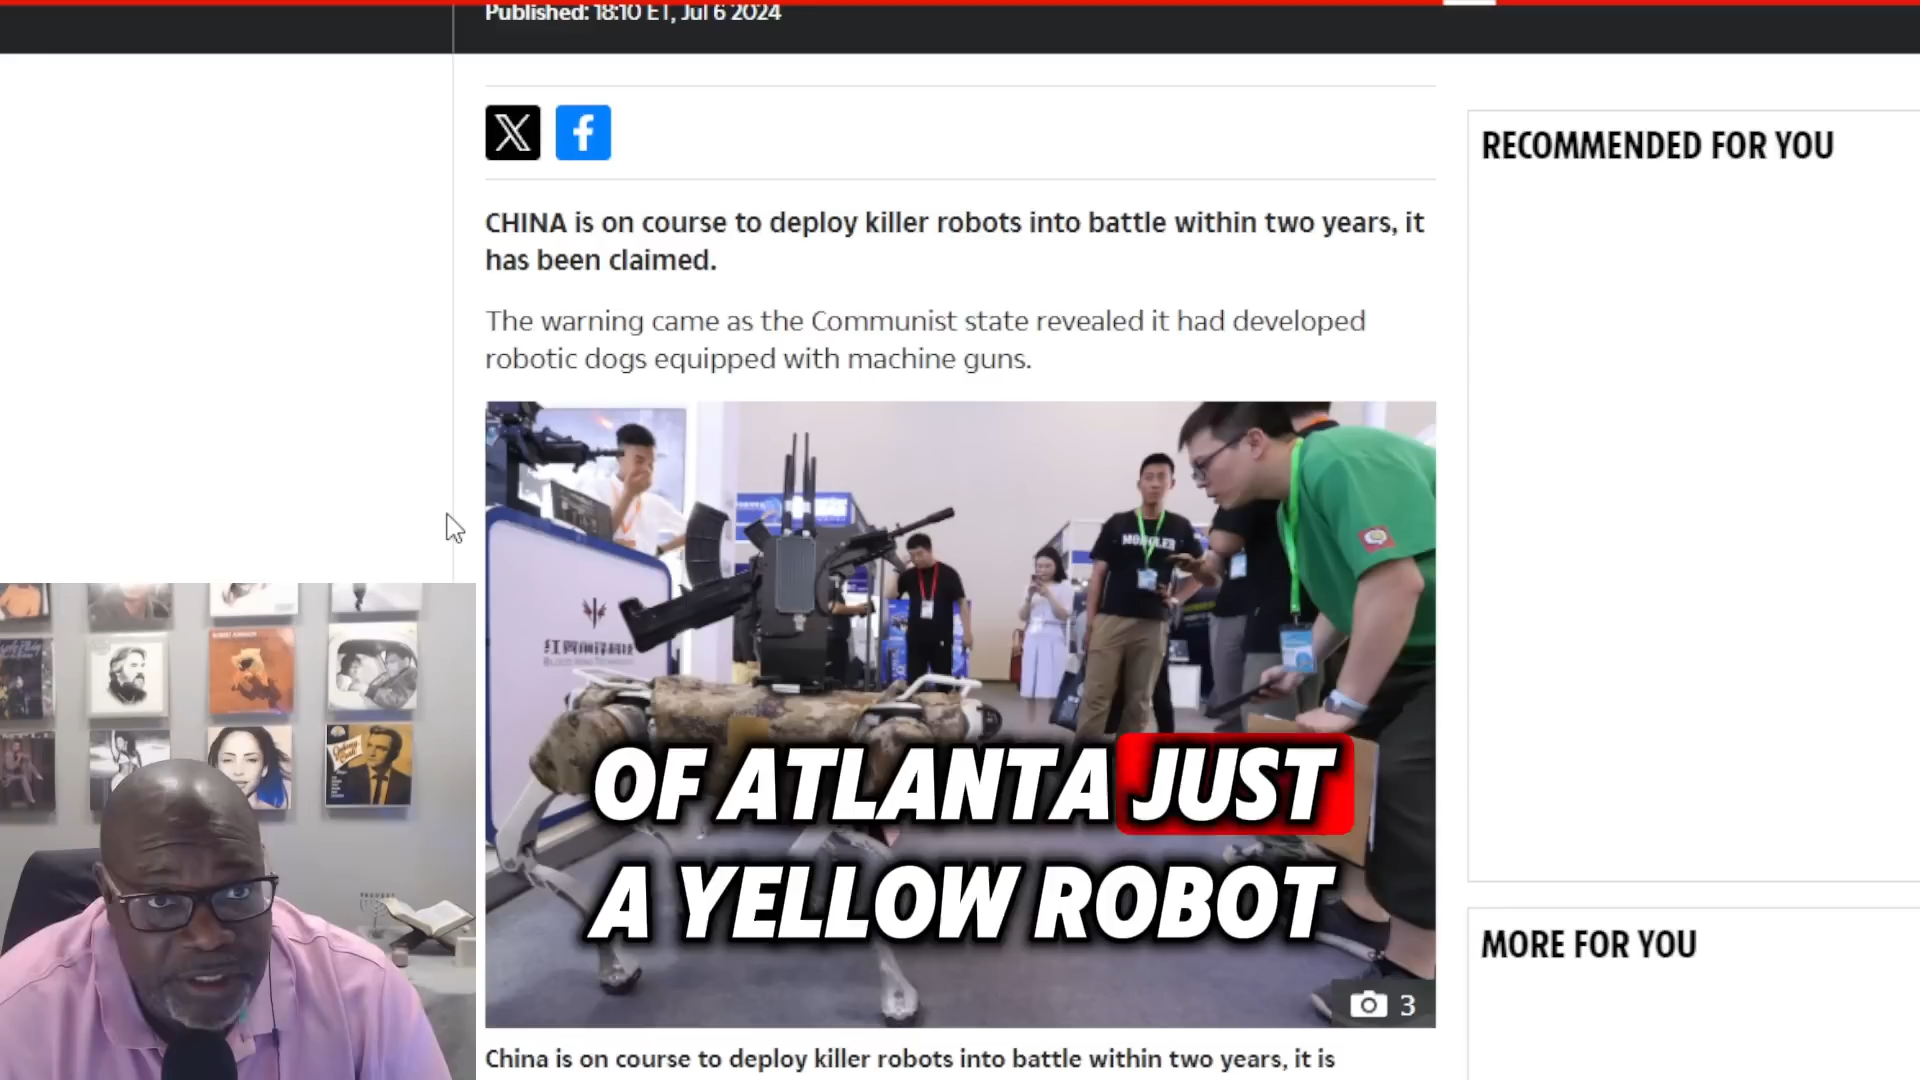 Published: 18:10 ET, Jul 6 2024
RECOMMENDED FOR YOU
CHINA is on course to deploy killer robots into battle within two years, it
has been claimed.
The warning came as the Communist state revealed it had developed
robotic dogs equipped with machine guns.
MONCLER
OF ATLANTA JUST
A YELLOW ROBOT
3
MORE FOR YOU
China is on course to deploy killer robots into battle within two years, it is